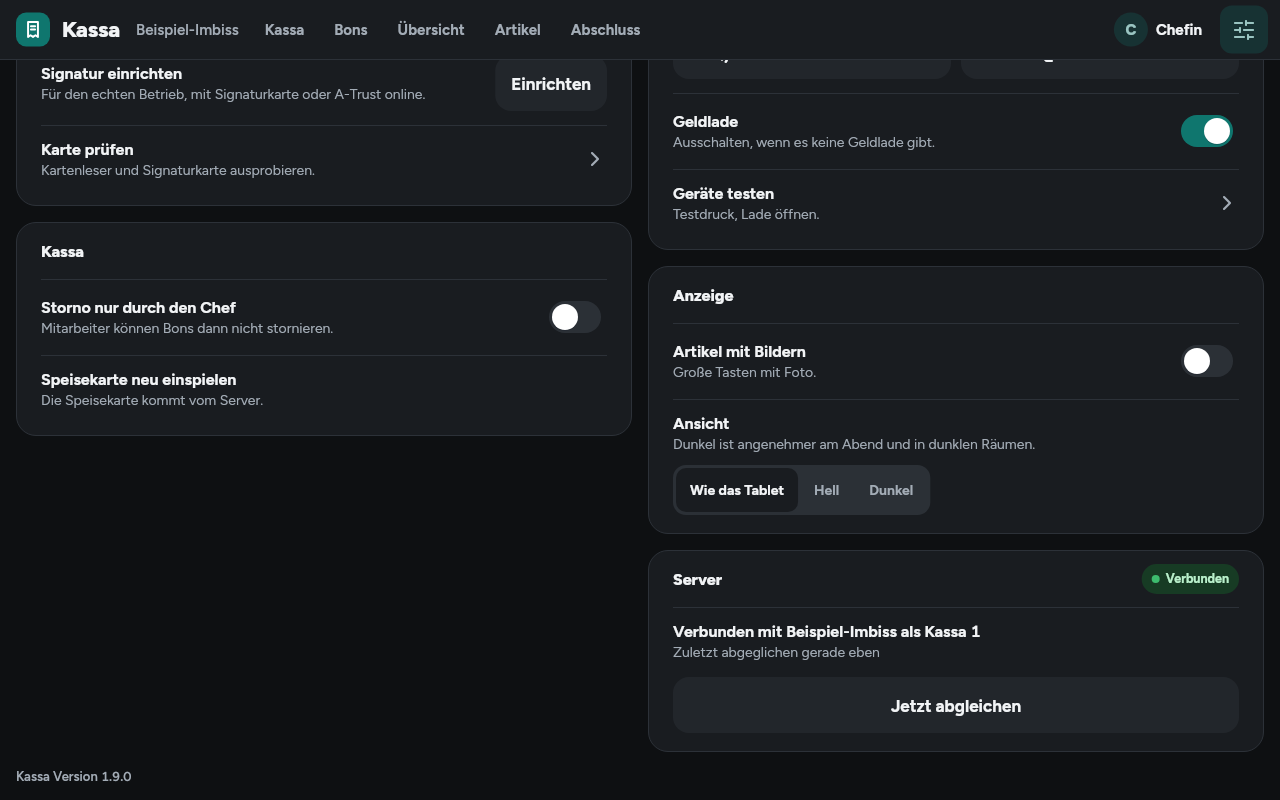 Kassa
Beispiel-Imbiss
Kassa
Bons
Übersicht
Artikel
Abschluss
C
Chefin
Signatur einrichten
Für den echten Betrieb, mit Signaturkarte oder A-Trust online.
Einrichten
Karte prüfen
Kartenleser und Signaturkarte ausprobieren.
Kassa
Storno nur durch den Chef
Mitarbeiter können Bons dann nicht stornieren.
Speisekarte neu einspielen
Die Speisekarte kommt vom Server.
Geldlade
Ausschalten, wenn es keine Geldlade gibt.
Geräte testen
Testdruck, Lade öffnen.
Anzeige
Artikel mit Bildern
Große Tasten mit Foto.
Ansicht
Dunkel ist angenehmer am Abend und in dunklen Räumen.
Wie das Tablet
Hell
Dunkel
Server
Verbunden
Verbunden mit Beispiel-Imbiss als Kassa 1
Zuletzt abgeglichen gerade eben
Jetzt abgleichen
Kassa Version 1.9.0